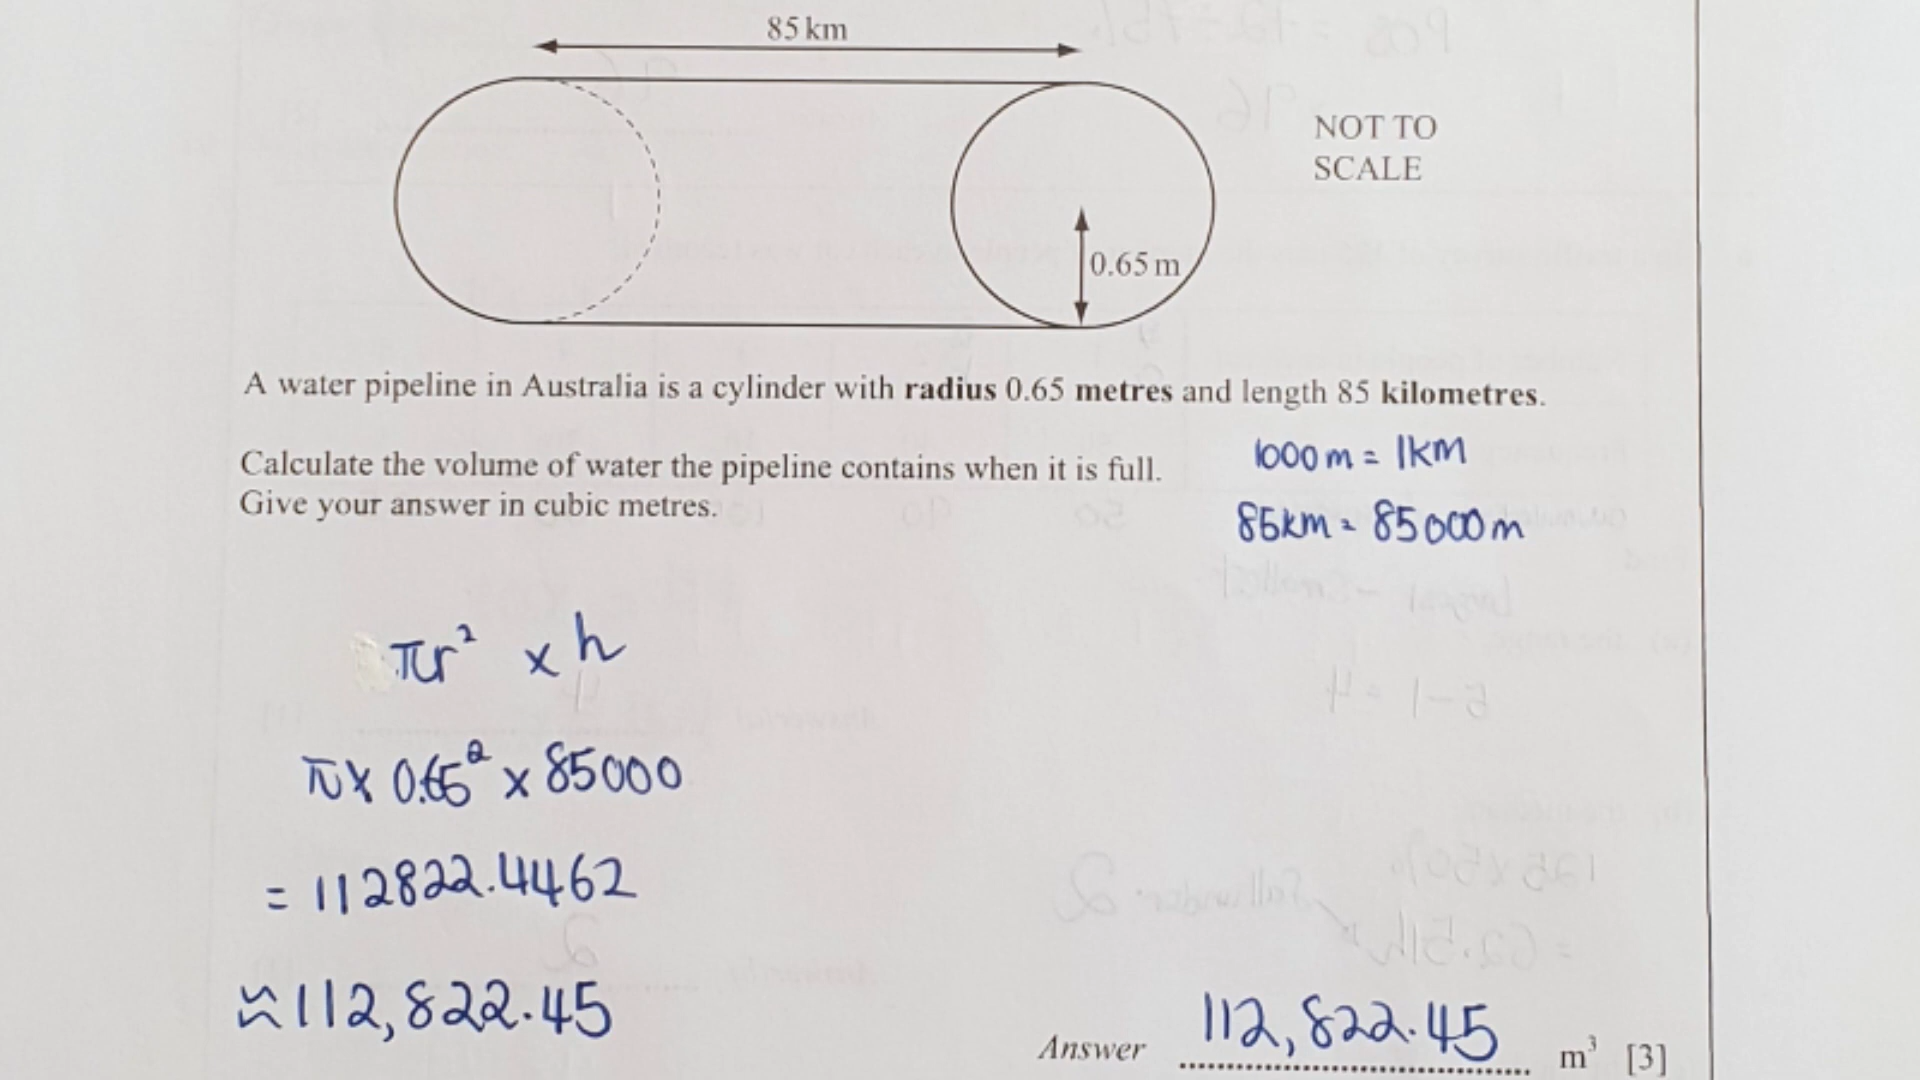 85 km
NOT TO
SCALE
0.65 m
A water pipeline in Australia is a cylinder with radius 0.65 metres and length 85 kilometres.
1000 m = 1KM
Calculate the volume of water the pipeline contains when it is full.
Give your answer in cubic metres.
85km = 85000m
πr² × h
π × 0.65² × 85000
= 112822.4462
≈ 112,822.45
Answer 112,822.45 m³ [3]